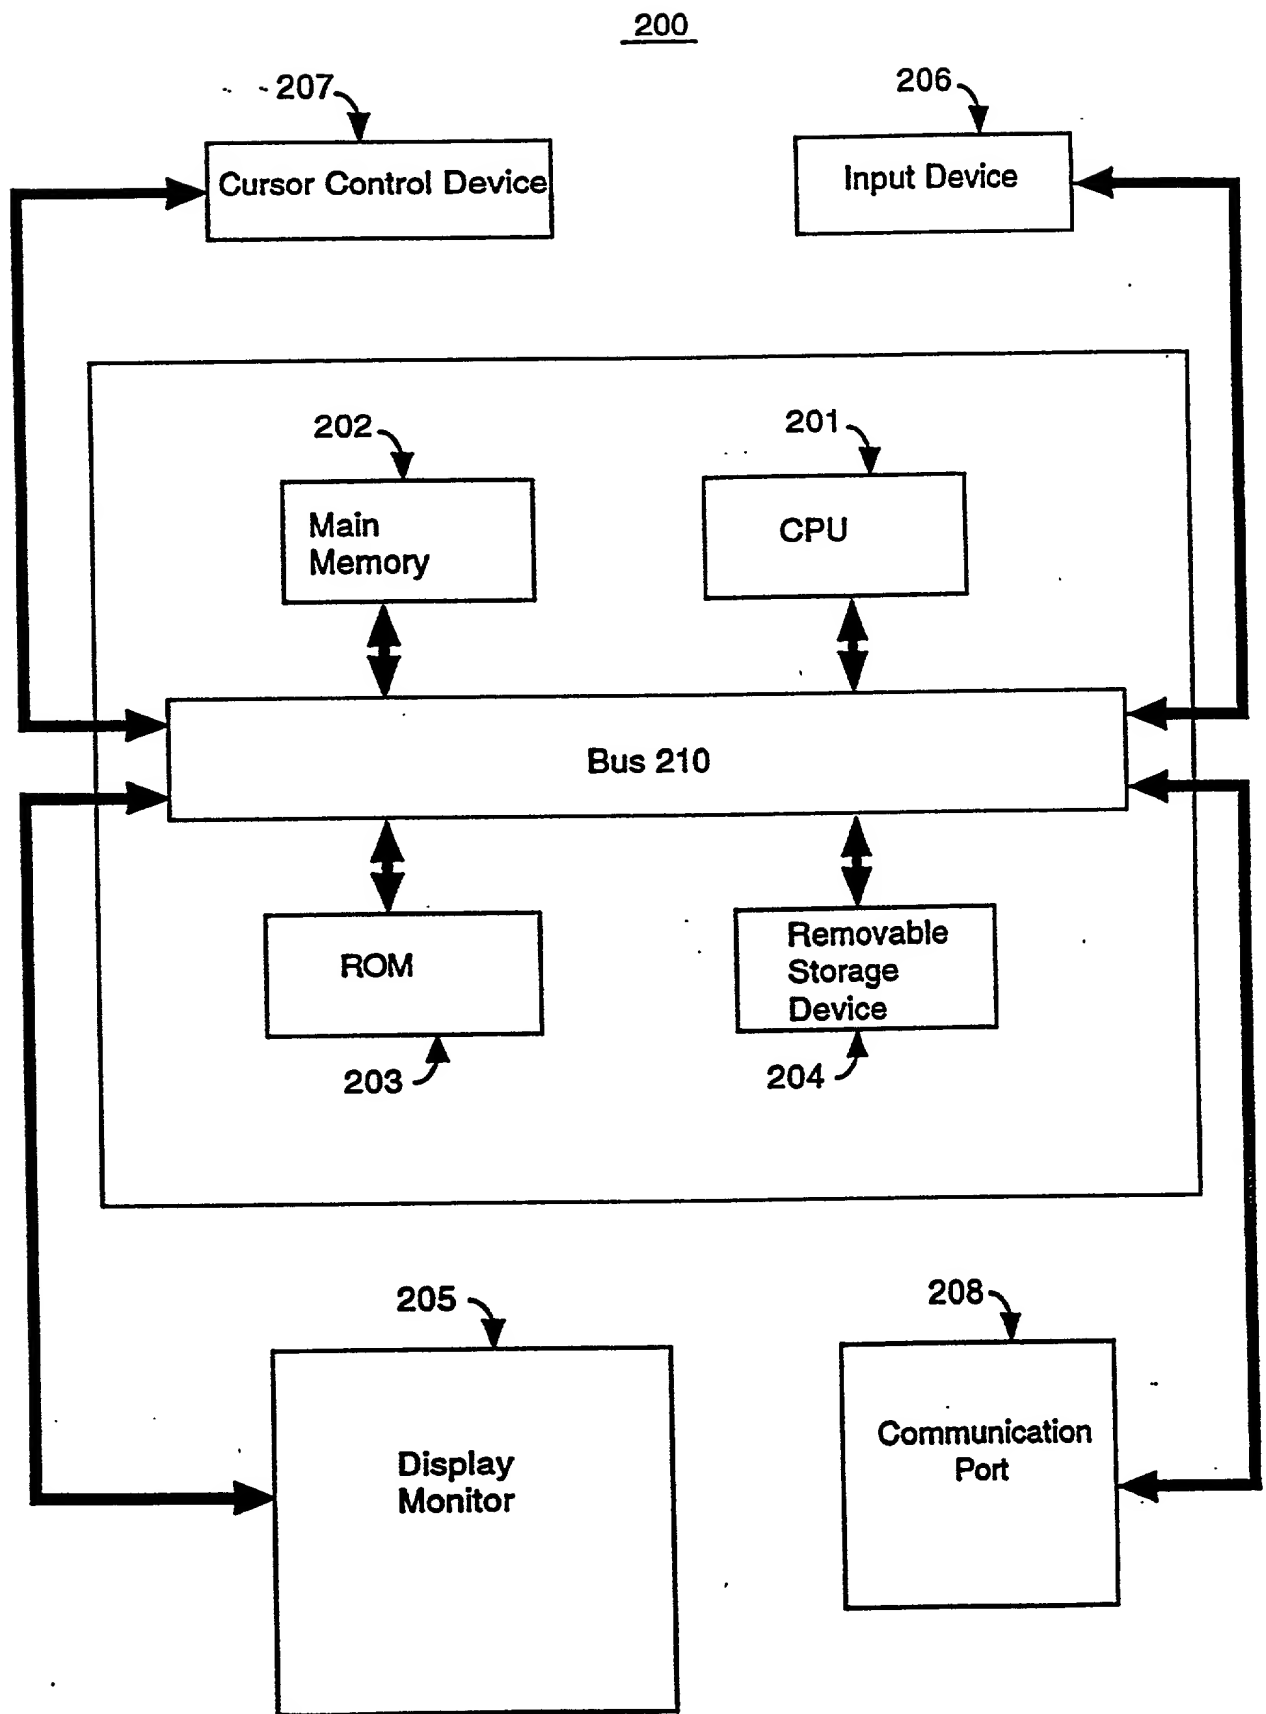 200
207
206
Cursor Control Device
Input Device
202
201
Main
Memory
CPU
Bus 210
ROM
Removable
Storage
Device
203
204
205
208
Display
Monitor
Communication
Port